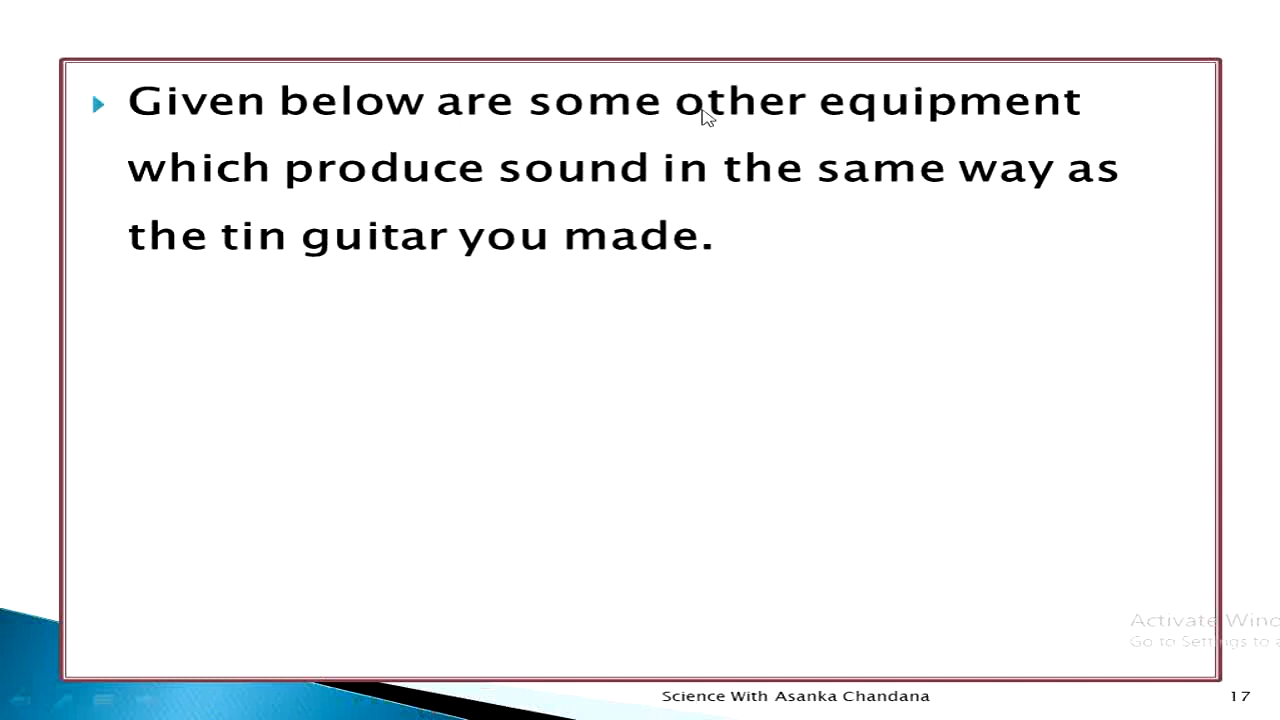 Given below are some other equipment
which produce sound in the same way as
the tin guitar you made.
Activate Wind
Go to Settings to a
Science With Asanka Chandana
17